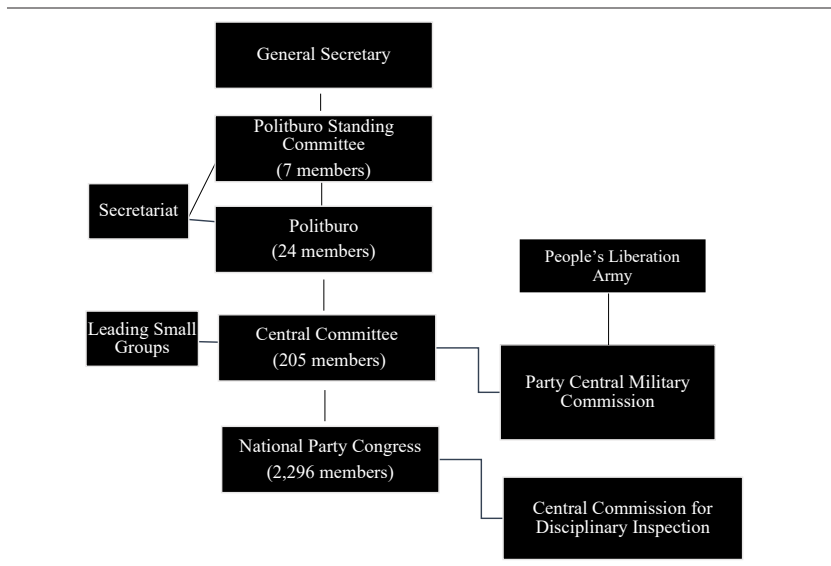 General Secretary
Politburo Standing
Committee
(7 members)
Secretariat
Politburo
(24 members)
People’s Liberation
Army
Leading Small
Groups
Central Committee
(205 members)
Party Central Military
Commission
National Party Congress
(2,296 members)
Central Commission for
Disciplinary Inspection